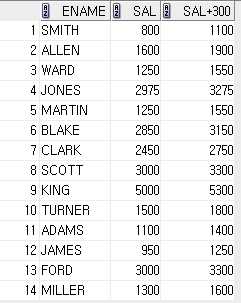 ENAME SAL SAL+300
1 SMITH 800 1100
2 ALLEN 1600 1900
3 WARD 1250 1550
4 JONES 2975 3275
5 MARTIN 1250 1550
6 BLAKE 2850 3150
7 CLARK 2450 2750
8 SCOTT 3000 3300
9 KING 5000 5300
10 TURNER 1500 1800
11 ADAMS 1100 1400
12 JAMES 950 1250
13 FORD 3000 3300
14 MILLER 1300 1600